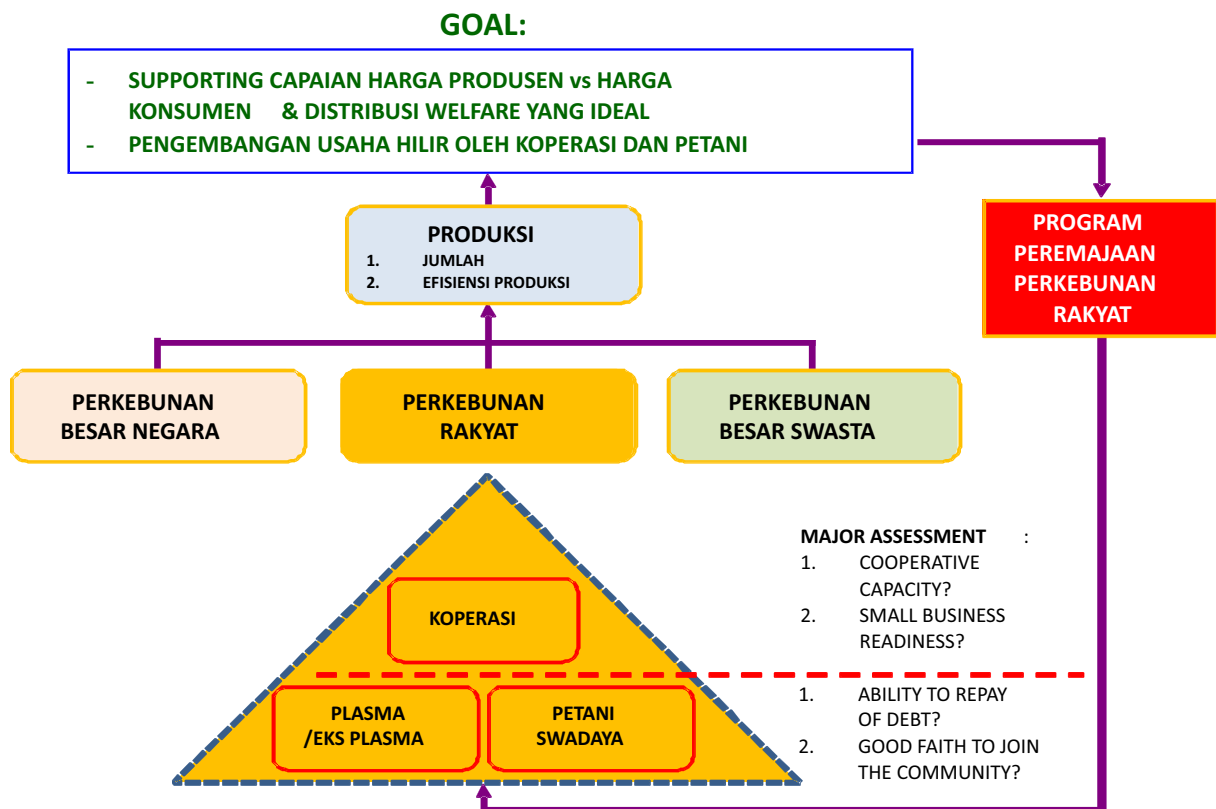 GOAL:
- SUPPORTING CAPAIAN HARGA PRODUSEN vs HARGA
KONSUMEN & DISTRIBUSI WELFARE YANG IDEAL
- PENGEMBANGAN USAHA HILIR OLEH KOPERASI DAN PETANI
PRODUKSI
1. JUMLAH
2. EFISIENSI PRODUKSI
PROGRAM
PEREMAJAAN
PERKEBUNAN
RAKYAT
PERKEBUNAN
BESAR NEGARA
PERKEBUNAN
RAKYAT
PERKEBUNAN
BESAR SWASTA
KOPERASI
PLASMA
/EKS PLASMA
PETANI
SWADAYA
MAJOR ASSESSMENT :
1. COOPERATIVE
CAPACITY?
2. SMALL BUSINESS
READINESS?
1. ABILITY TO REPAY
OF DEBT?
2. GOOD FAITH TO JOIN
THE COMMUNITY?